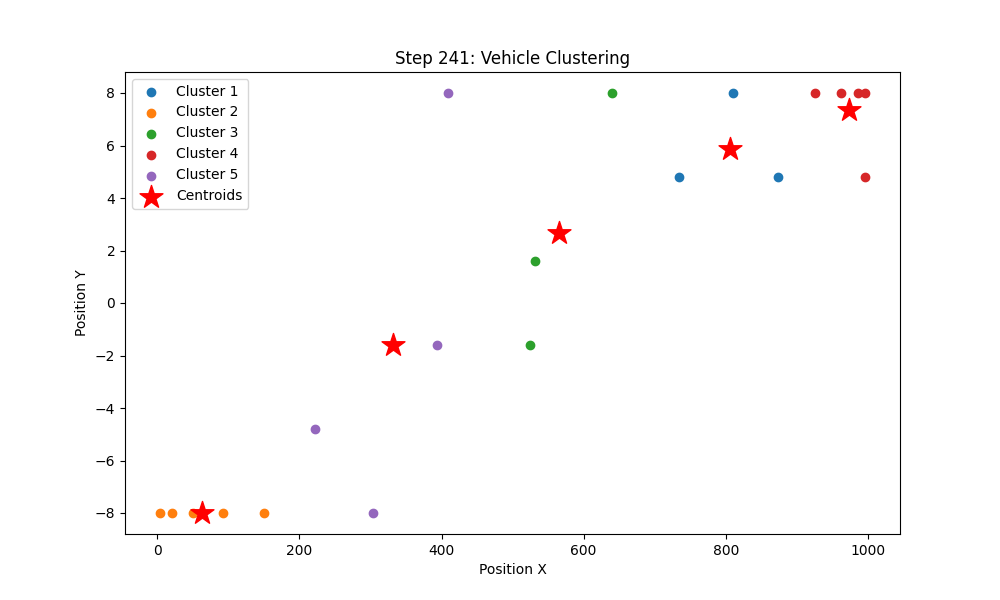 Step 241: Vehicle Clustering
Cluster 1
Cluster 2
Cluster 3
Cluster 4
Cluster 5
Centroids
Position Y
8
6
4
2
0
−2
−4
−6
−8
0
200
400
600
800
1000
Position X